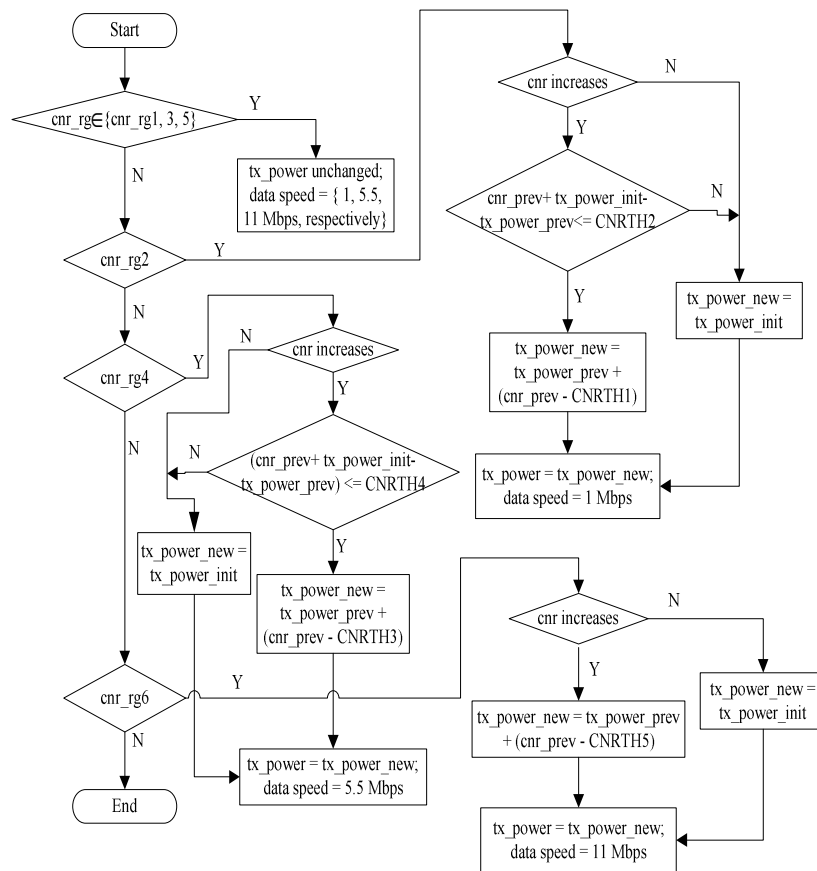 Start
cnr_rg∈{cnr_rg1, 3, 5}
Y
N
tx_power unchanged;
data speed = { 1, 5.5,
11 Mbps, respectively}
cnr_rg2
Y
N
cnr increases
N
Y
cnr_prev+ tx_power_init-
tx_power_prev<= CNRTH2
N
Y
tx_power_new =
tx_power_init
tx_power_new =
tx_power_prev +
(cnr_prev - CNRTH1)
tx_power = tx_power_new;
data speed = 1 Mbps
cnr_rg4
Y
N
cnr increases
N
Y
(cnr_prev+ tx_power_init-
tx_power_prev) <= CNRTH4
N
Y
tx_power_new =
tx_power_init
tx_power_new =
tx_power_prev +
(cnr_prev - CNRTH3)
tx_power = tx_power_new;
data speed = 5.5 Mbps
cnr_rg6
Y
N
cnr increases
N
Y
tx_power_new =
tx_power_init
tx_power_new = tx_power_prev
+ (cnr_prev - CNRTH5)
tx_power = tx_power_new;
data speed = 11 Mbps
End